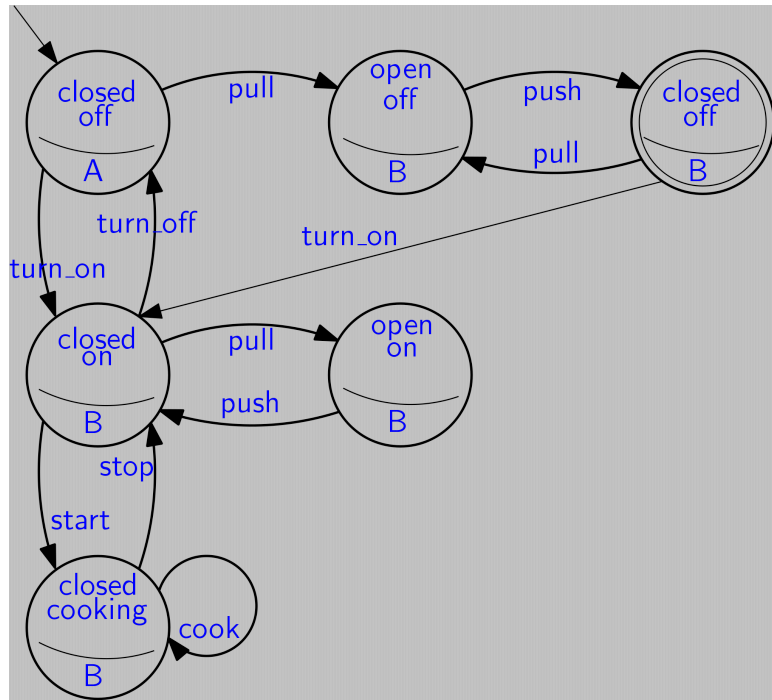 closed
off
A
pull
open
off
B
push
pull
closed
off
B
turn_off
turn_on
turn_on
closed
on
B
pull
push
open
on
B
stop
start
closed
cooking
B
cook